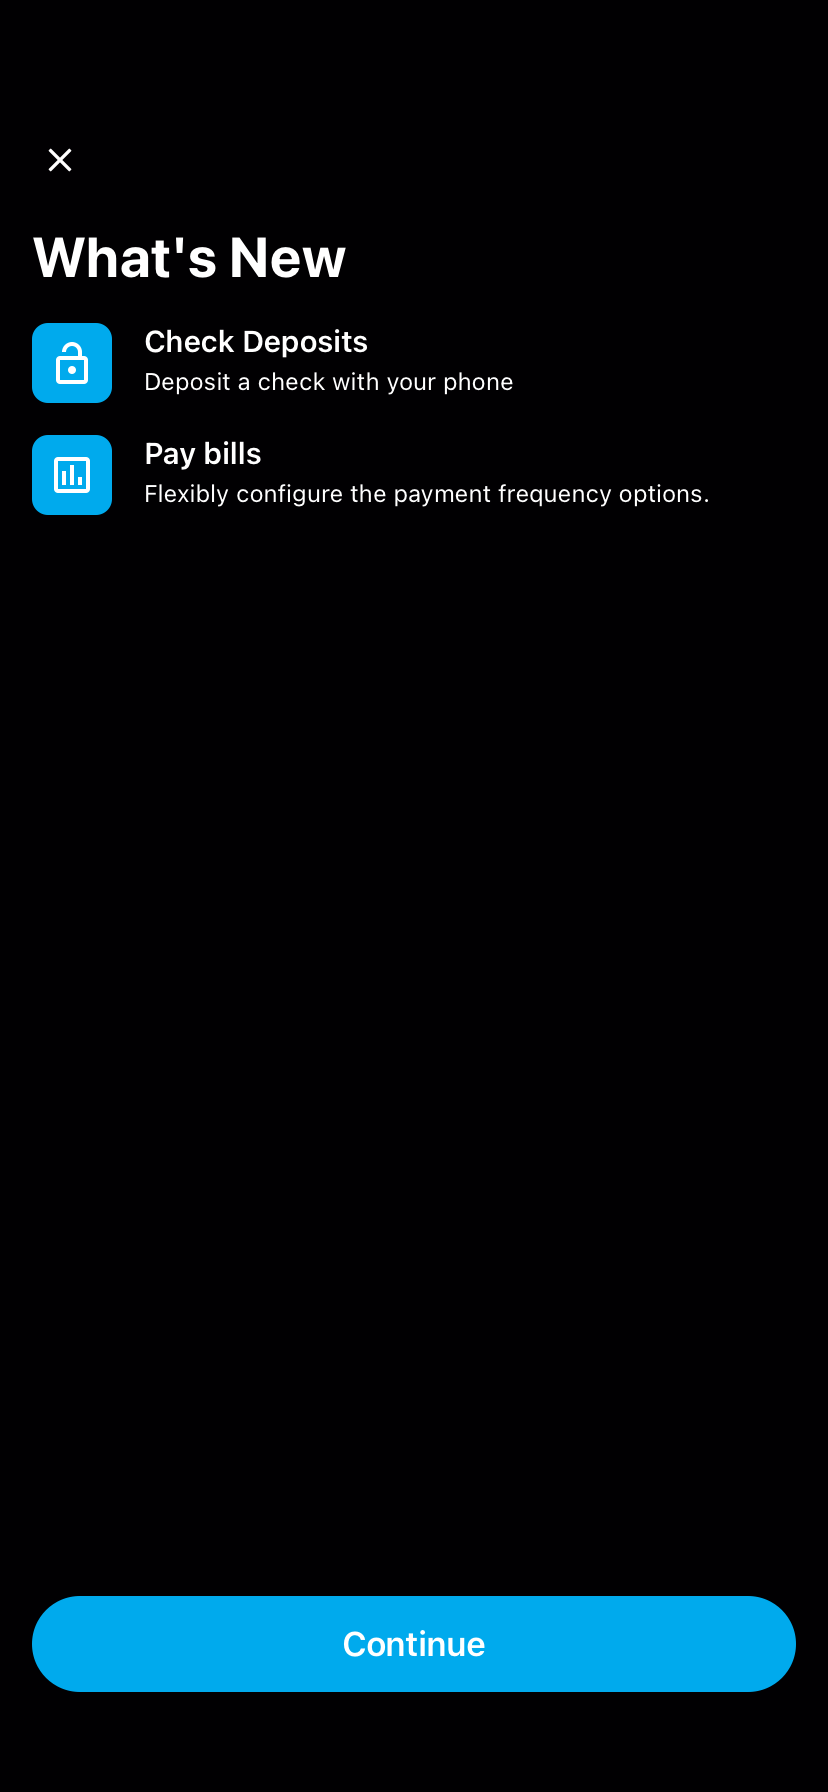 What's New
Check Deposits
Deposit a check with your phone
Pay bills
Flexibly configure the payment frequency options.
Continue